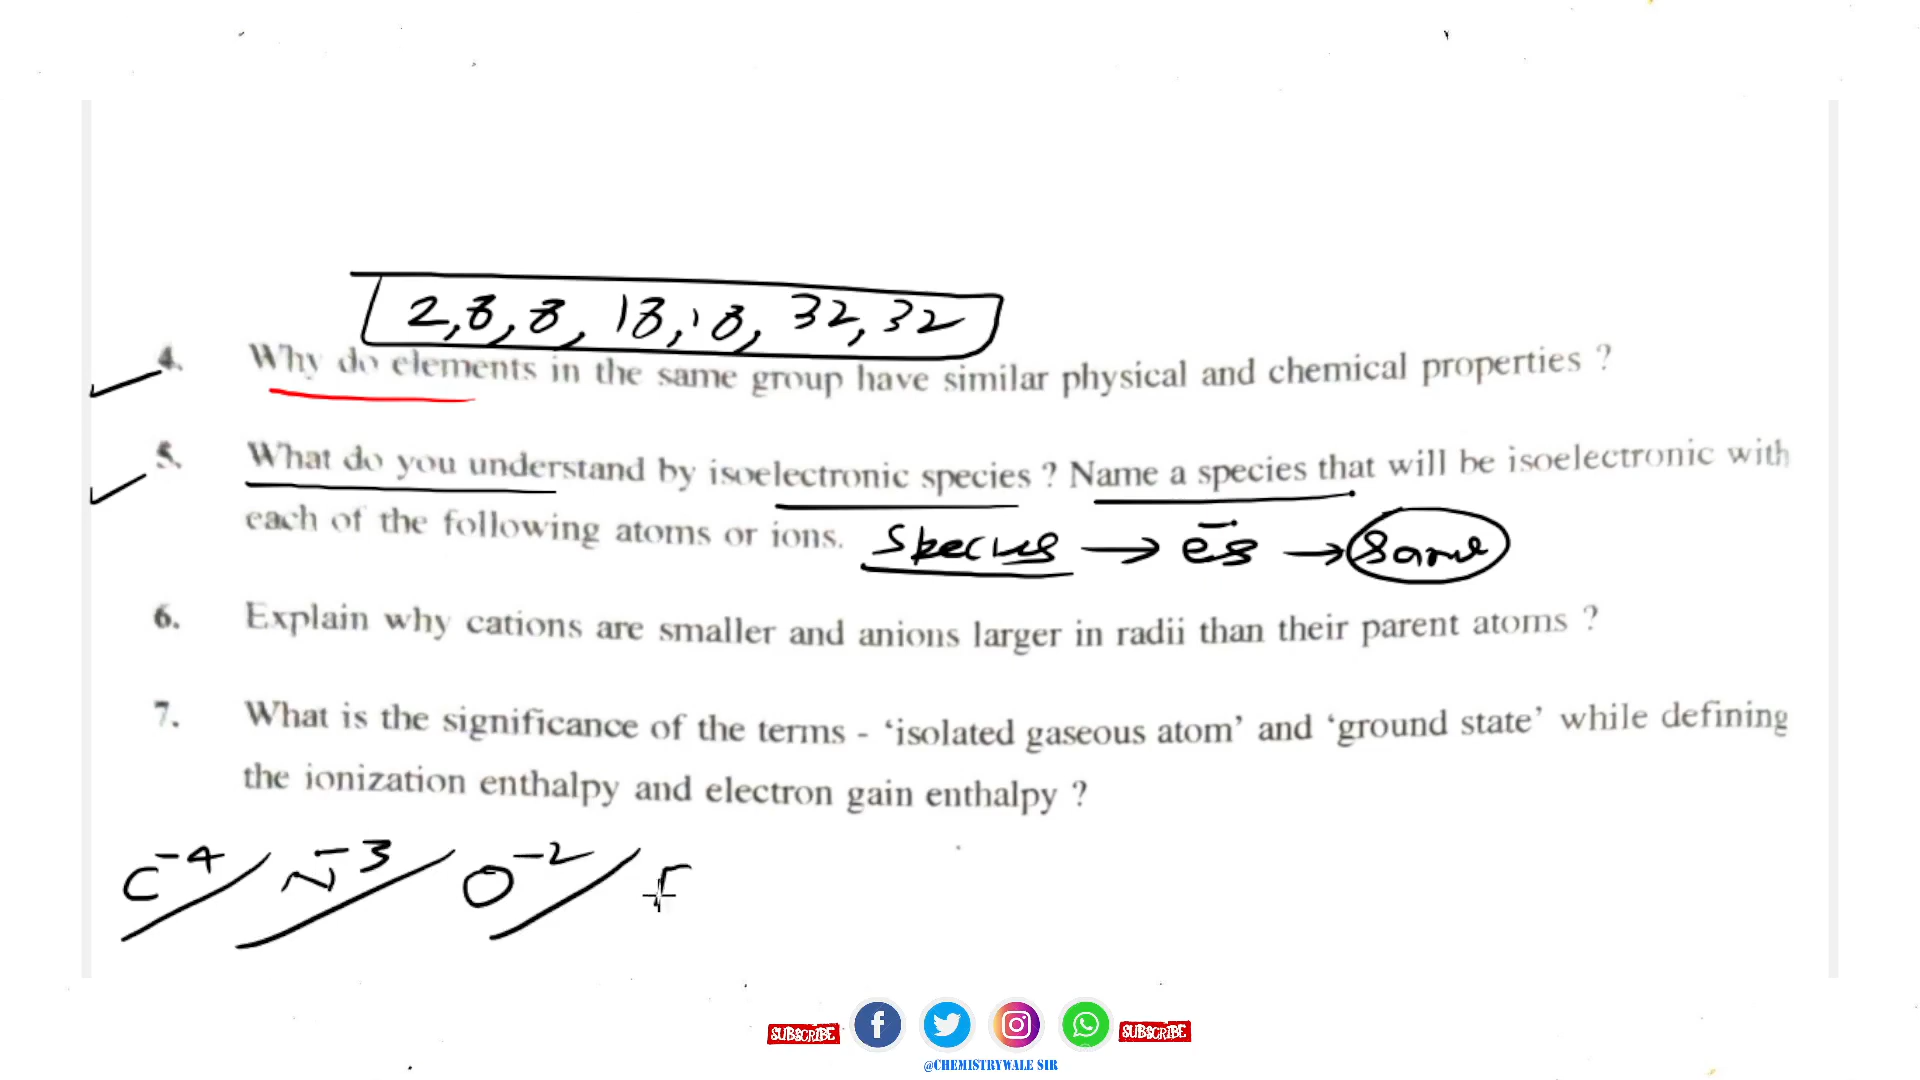 2,8,8, 18,18, 32,32
4. Why do elements in the same group have similar physical and chemical properties ?
5. What do you understand by isoelectronic species ? Name a species that will be isoelectronic with
each of the following atoms or ions. Species → e̅s → same
6. Explain why cations are smaller and anions larger in radii than their parent atoms ?
7. What is the significance of the terms - ‘isolated gaseous atom’ and ‘ground state’ while defining
the ionization enthalpy and electron gain enthalpy ?
C⁻⁴/ N⁻³/ O⁻²/
SUBSCRIBE f SUBSCRIBE
@CHEMISTRYWALE SIR